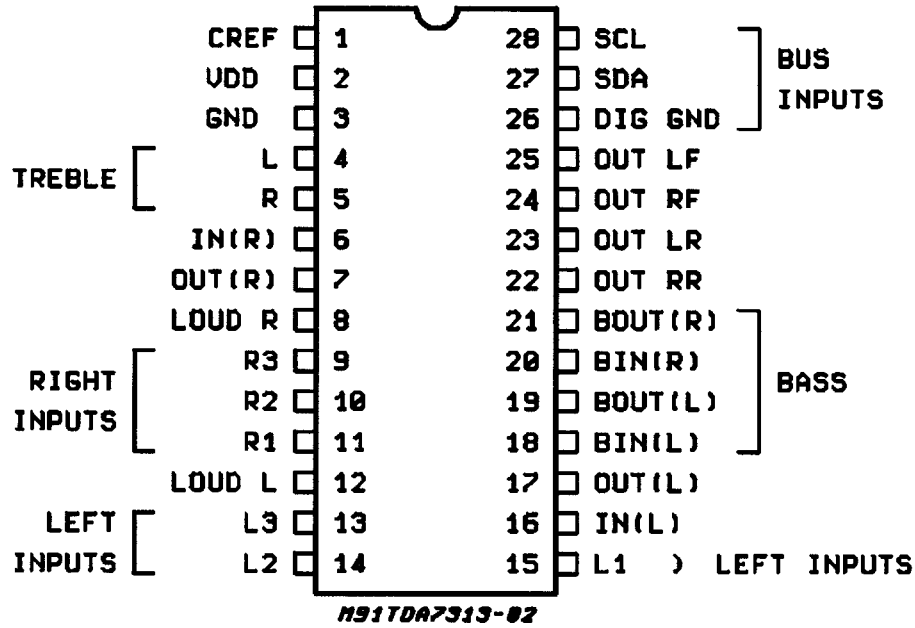 CREF 1 28 SCL
VDD 2 27 SDA
GND 3 26 DIG GND
BUS INPUTS
L 4 25 OUT LF
TREBLE
R 5 24 OUT RF
IN(R) 6 23 OUT LR
OUT(R) 7 22 OUT RR
LOUD R 8 21 BOUT(R)
R3 9 20 BIN(R)
RIGHT INPUTS
BASS
R2 10 19 BOUT(L)
R1 11 18 BIN(L)
LOUD L 12 17 OUT(L)
LEFT INPUTS
L3 13 16 IN(L)
L2 14 15 L1 ) LEFT INPUTS
M91TDA7313-02